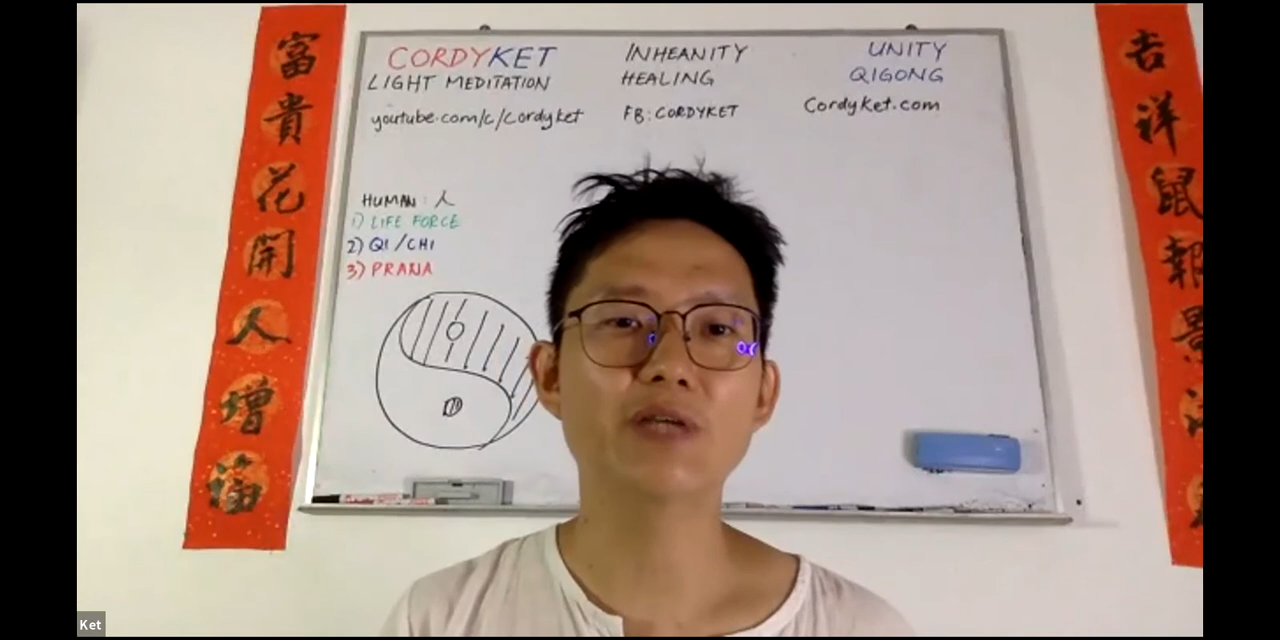 富貴花開人增
CORDYKET
LIGHT MEDITATION
youtube.com/c/cordyket
INHEANITY
HEALING
FB: CORDYKET
UNITY
QIGONG
CordyKet.com
HUMAN : 人
1) LIFE FORCE
2) QI / CHI
3) PRANA
吉祥鼠報景
Ket